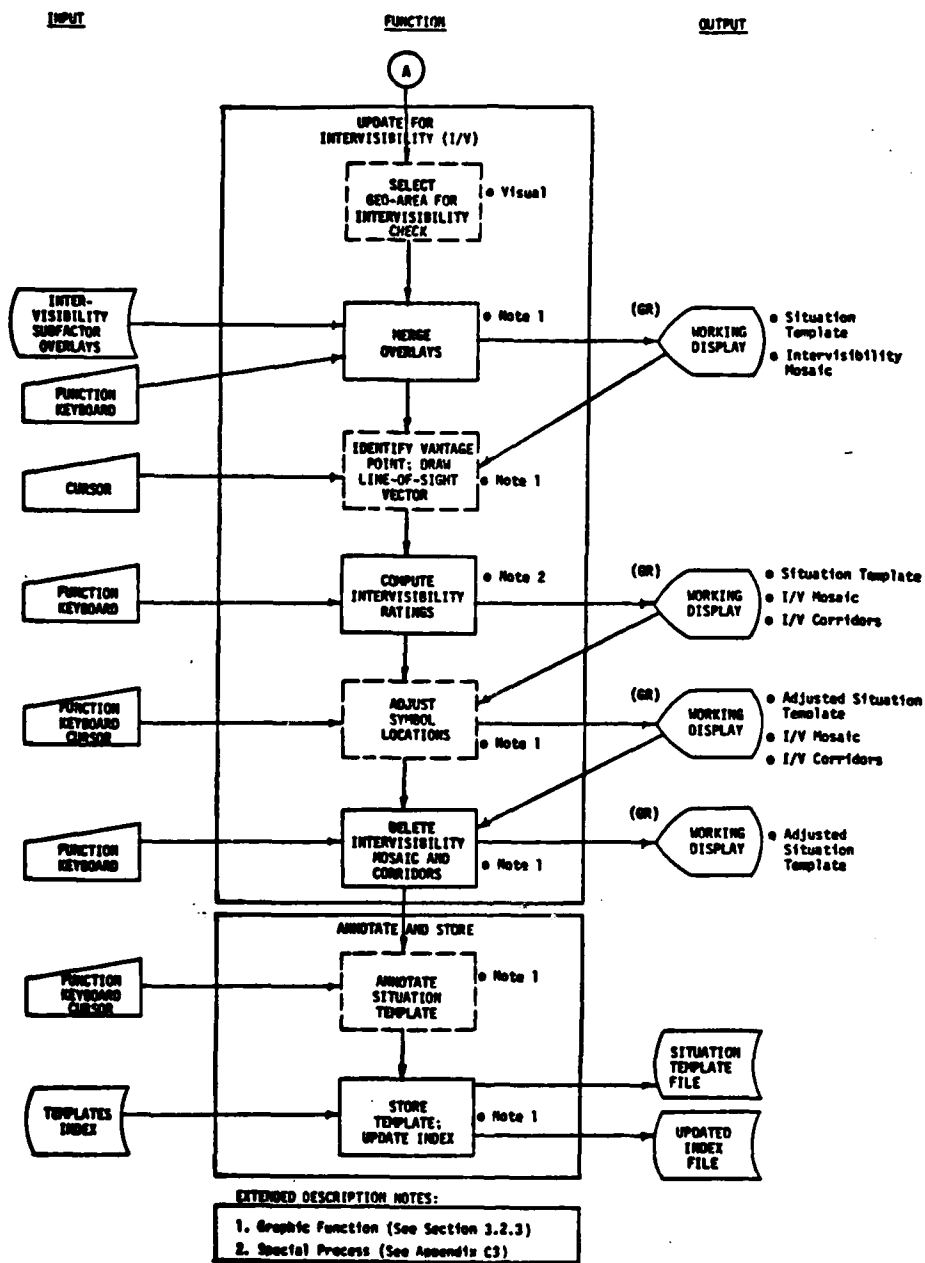 INPUT
FUNCTION
OUTPUT
A
UPDATE FOR
INTERVISIBILITY (I/V)
SELECT
GEO-AREA FOR
INTERVISIBILITY
CHECK
• Visual
INTER-
VISIBILITY
SUBFACTOR
OVERLAYS
FUNCTION
KEYBOARD
MERGE
OVERLAYS
• Note 1
(GR)
WORKING
DISPLAY
• Situation
Template
• Intervisibility
Mosaic
CURSOR
IDENTIFY VANTAGE
POINT; DRAW
LINE-OF-SIGHT
VECTOR
• Note 1
FUNCTION
KEYBOARD
COMPUTE
INTERVISIBILITY
RATINGS
• Note 2
(GR)
WORKING
DISPLAY
• Situation Template
• I/V Mosaic
• I/V Corridors
FUNCTION
KEYBOARD
CURSOR
ADJUST
SYMBOL
LOCATIONS
• Note 1
(GR)
WORKING
DISPLAY
• Adjusted Situation
Template
• I/V Mosaic
• I/V Corridors
FUNCTION
KEYBOARD
DELETE
INTERVISIBILITY
MOSAIC AND
CORRIDORS
• Note 1
(GR)
WORKING
DISPLAY
• Adjusted
Situation
Template
ANNOTATE AND STORE
FUNCTION
KEYBOARD
CURSOR
ANNOTATE
SITUATION
TEMPLATE
• Note 1
TEMPLATES
INDEX
STORE
TEMPLATE;
UPDATE INDEX
• Note 1
SITUATION
TEMPLATE
FILE
UPDATED
INDEX
FILE
EXTENDED DESCRIPTION NOTES:
1. Graphic Function (See Section 3.2.3)
2. Special Process (See Appendix C3)